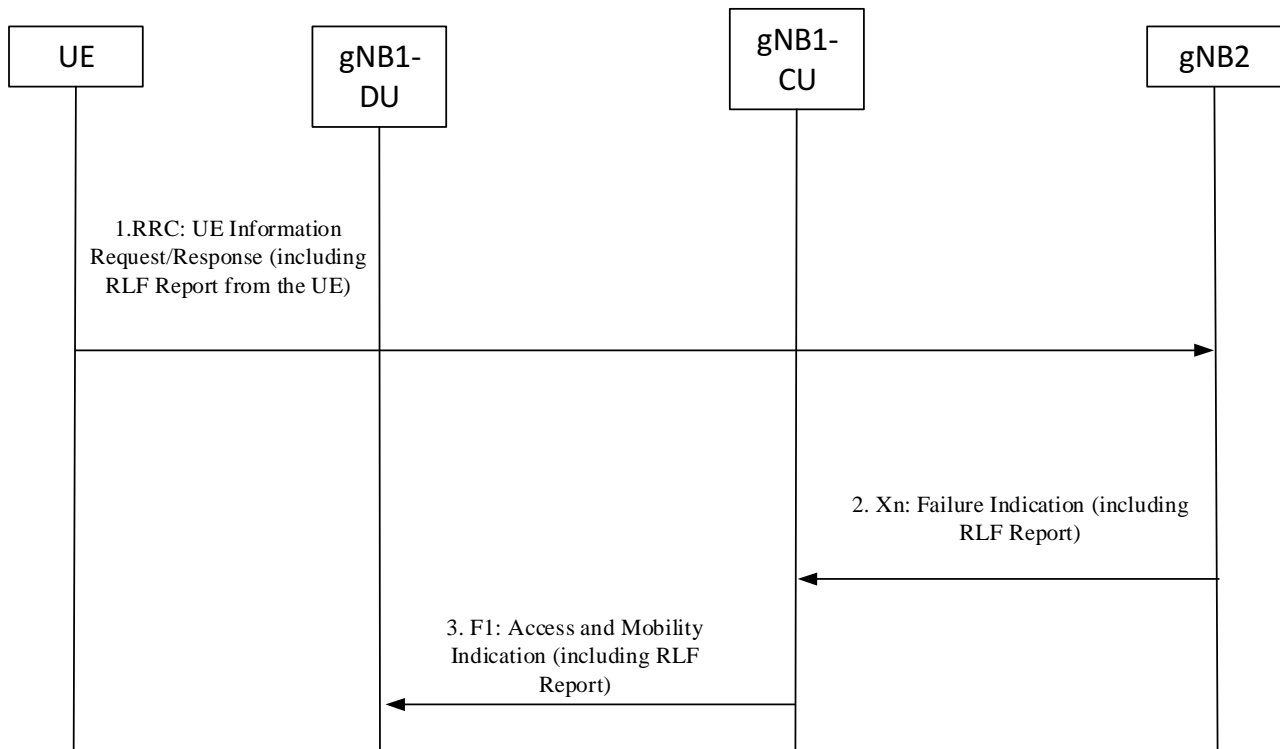 UE
gNB1-
DU
gNB1-
CU
gNB2
1.RRC: UE Information
Request/Response (including
RLF Report from the UE)
2. Xn: Failure Indication (including
RLF Report)
3. F1: Access and Mobility
Indication (including RLF
Report)